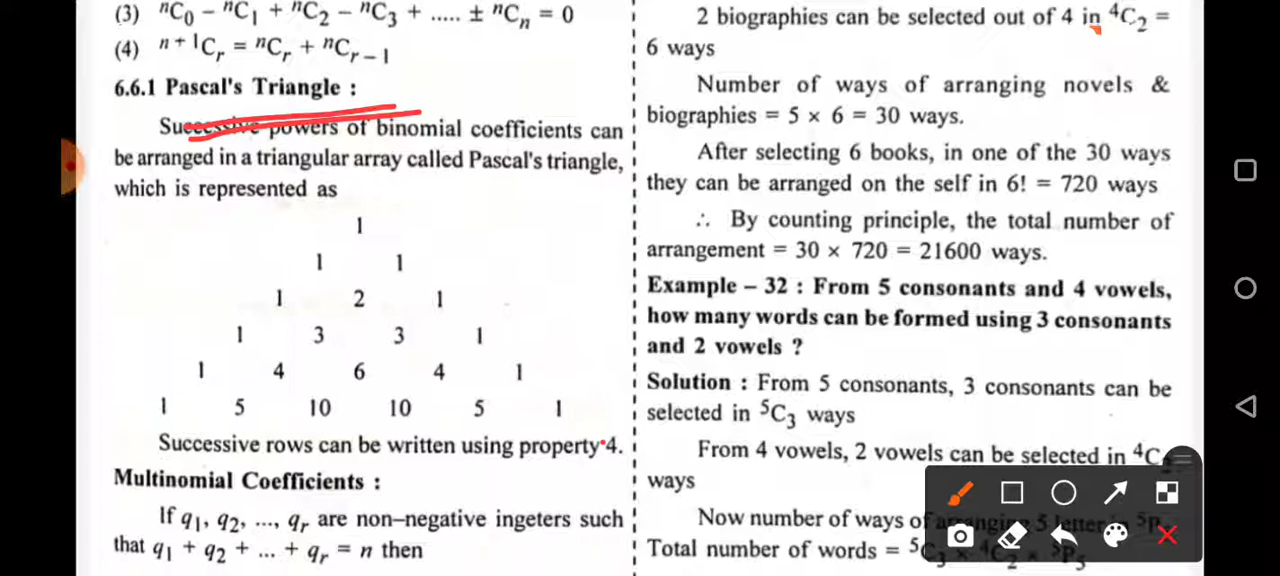 (3) ⁿC₀ – ⁿC₁ + ⁿC₂ – ⁿC₃ + ..... ± ⁿCₙ = 0
(4) ⁿ⁺¹Cᵣ = ⁿCᵣ + ⁿCᵣ₋₁
6.6.1 Pascal's Triangle :
Successive powers of binomial coefficients can
be arranged in a triangular array called Pascal's triangle,
which is represented as
1
1 1
1 2 1
1 3 3 1
1 4 6 4 1
1 5 10 10 5 1
Successive rows can be written using property 4.
Multinomial Coefficients :
If q₁, q₂, ..., qᵣ are non–negative ingeters such
that q₁ + q₂ + ... + qᵣ = n then
2 biographies can be selected out of 4 in ⁴C₂ =
6 ways
Number of ways of arranging novels &
biographies = 5 × 6 = 30 ways.
After selecting 6 books, in one of the 30 ways
they can be arranged on the self in 6! = 720 ways
∴ By counting principle, the total number of
arrangement = 30 × 720 = 21600 ways.
Example – 32 : From 5 consonants and 4 vowels,
how many words can be formed using 3 consonants
and 2 vowels ?
Solution : From 5 consonants, 3 consonants can be
selected in ⁵C₃ ways
From 4 vowels, 2 vowels can be selected in ⁴C
ways
Now number of ways of arranging 5 letter = ⁵P₅
Total number of words = ⁵C₃ × ⁴C₂ × ⁵P₅